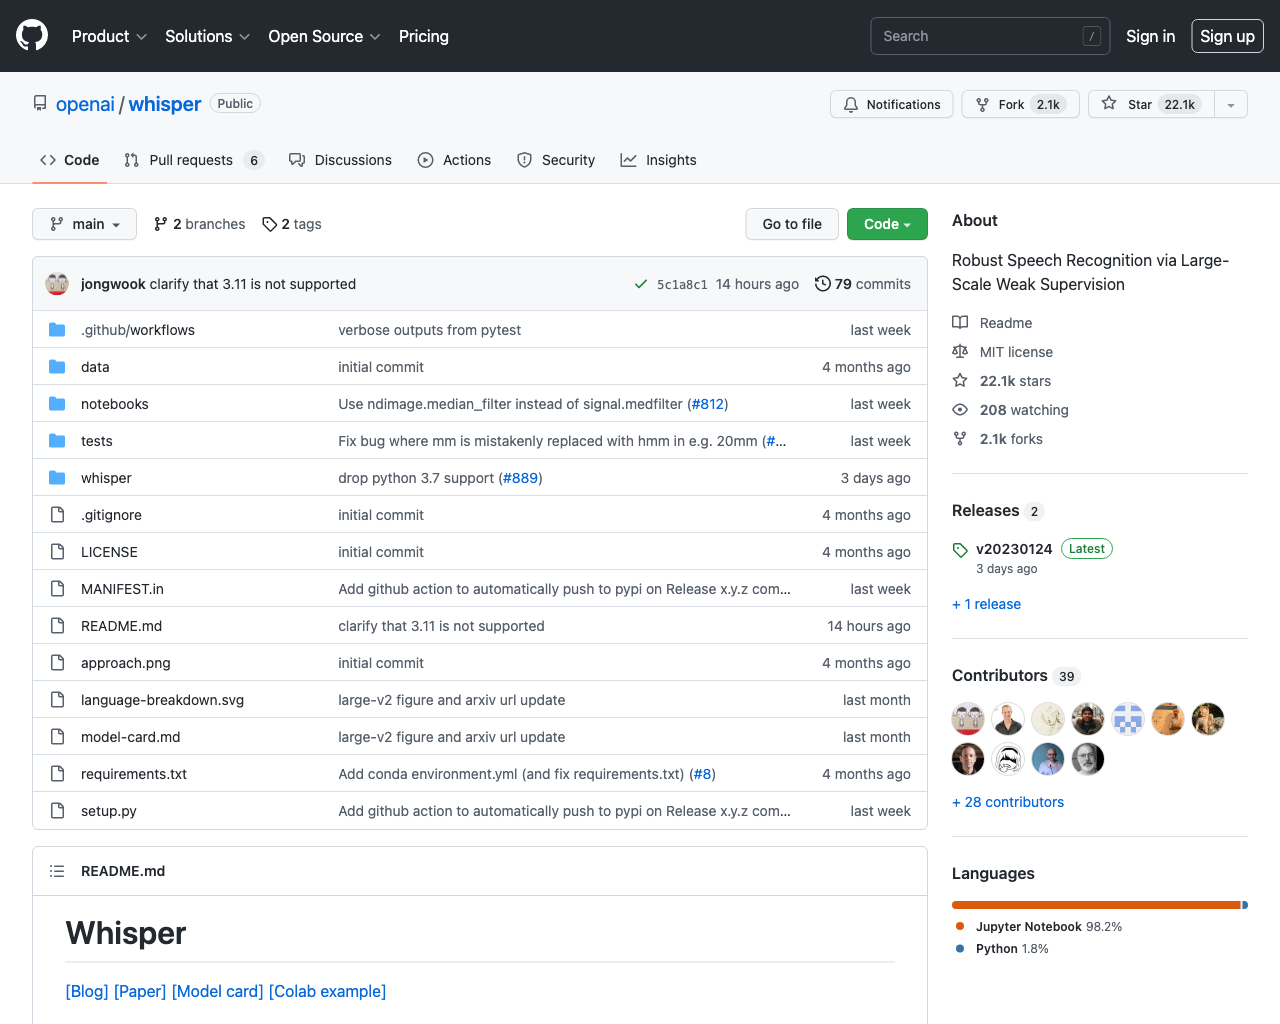 Product Solutions Open Source Pricing Search / Sign in Sign up
openai / whisper Public Notifications Fork 2.1k Star 22.1k
Code Pull requests 6 Discussions Actions Security Insights
main 2 branches 2 tags Go to file Code
jongwook clarify that 3.11 is not supported 5c1a8c1 14 hours ago 79 commits
.github/workflows verbose outputs from pytest last week
data initial commit 4 months ago
notebooks Use ndimage.median_filter instead of signal.medfilter (#812) last week
tests Fix bug where mm is mistakenly replaced with hmm in e.g. 20mm (#... last week
whisper drop python 3.7 support (#889) 3 days ago
.gitignore initial commit 4 months ago
LICENSE initial commit 4 months ago
MANIFEST.in Add github action to automatically push to pypi on Release x.y.z com... last week
README.md clarify that 3.11 is not supported 14 hours ago
approach.png initial commit 4 months ago
language-breakdown.svg large-v2 figure and arxiv url update last month
model-card.md large-v2 figure and arxiv url update last month
requirements.txt Add conda environment.yml (and fix requirements.txt) (#8) 4 months ago
setup.py Add github action to automatically push to pypi on Release x.y.z com... last week
README.md
Whisper
[Blog] [Paper] [Model card] [Colab example]
About
Robust Speech Recognition via Large-
Scale Weak Supervision
Readme
MIT license
22.1k stars
208 watching
2.1k forks
Releases 2
v20230124 Latest
3 days ago
+ 1 release
Contributors 39
+ 28 contributors
Languages
Jupyter Notebook 98.2%
Python 1.8%